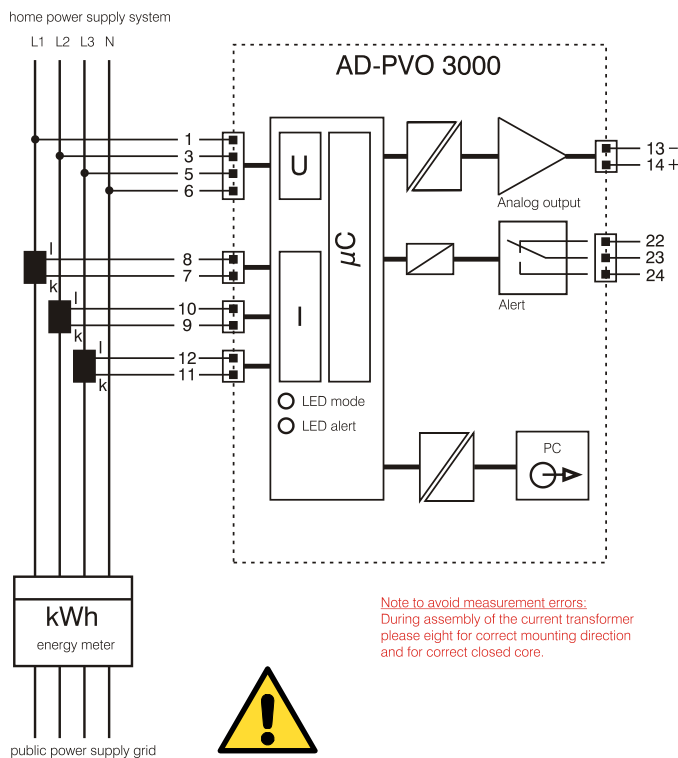 home power supply system
L1 L2 L3 N
AD-PVO 3000
1
3
5
6
U
µC
Analog output
13 –
14 +
l
8
7
k
l
10
9
k
l
12
11
k
I
22
23
24
Alert
LED mode
LED alert
PC
kWh
energy meter
Note to avoid measurement errors:
During assembly of the current transformer
please eight for correct mounting direction
and for correct closed core.
public power supply grid